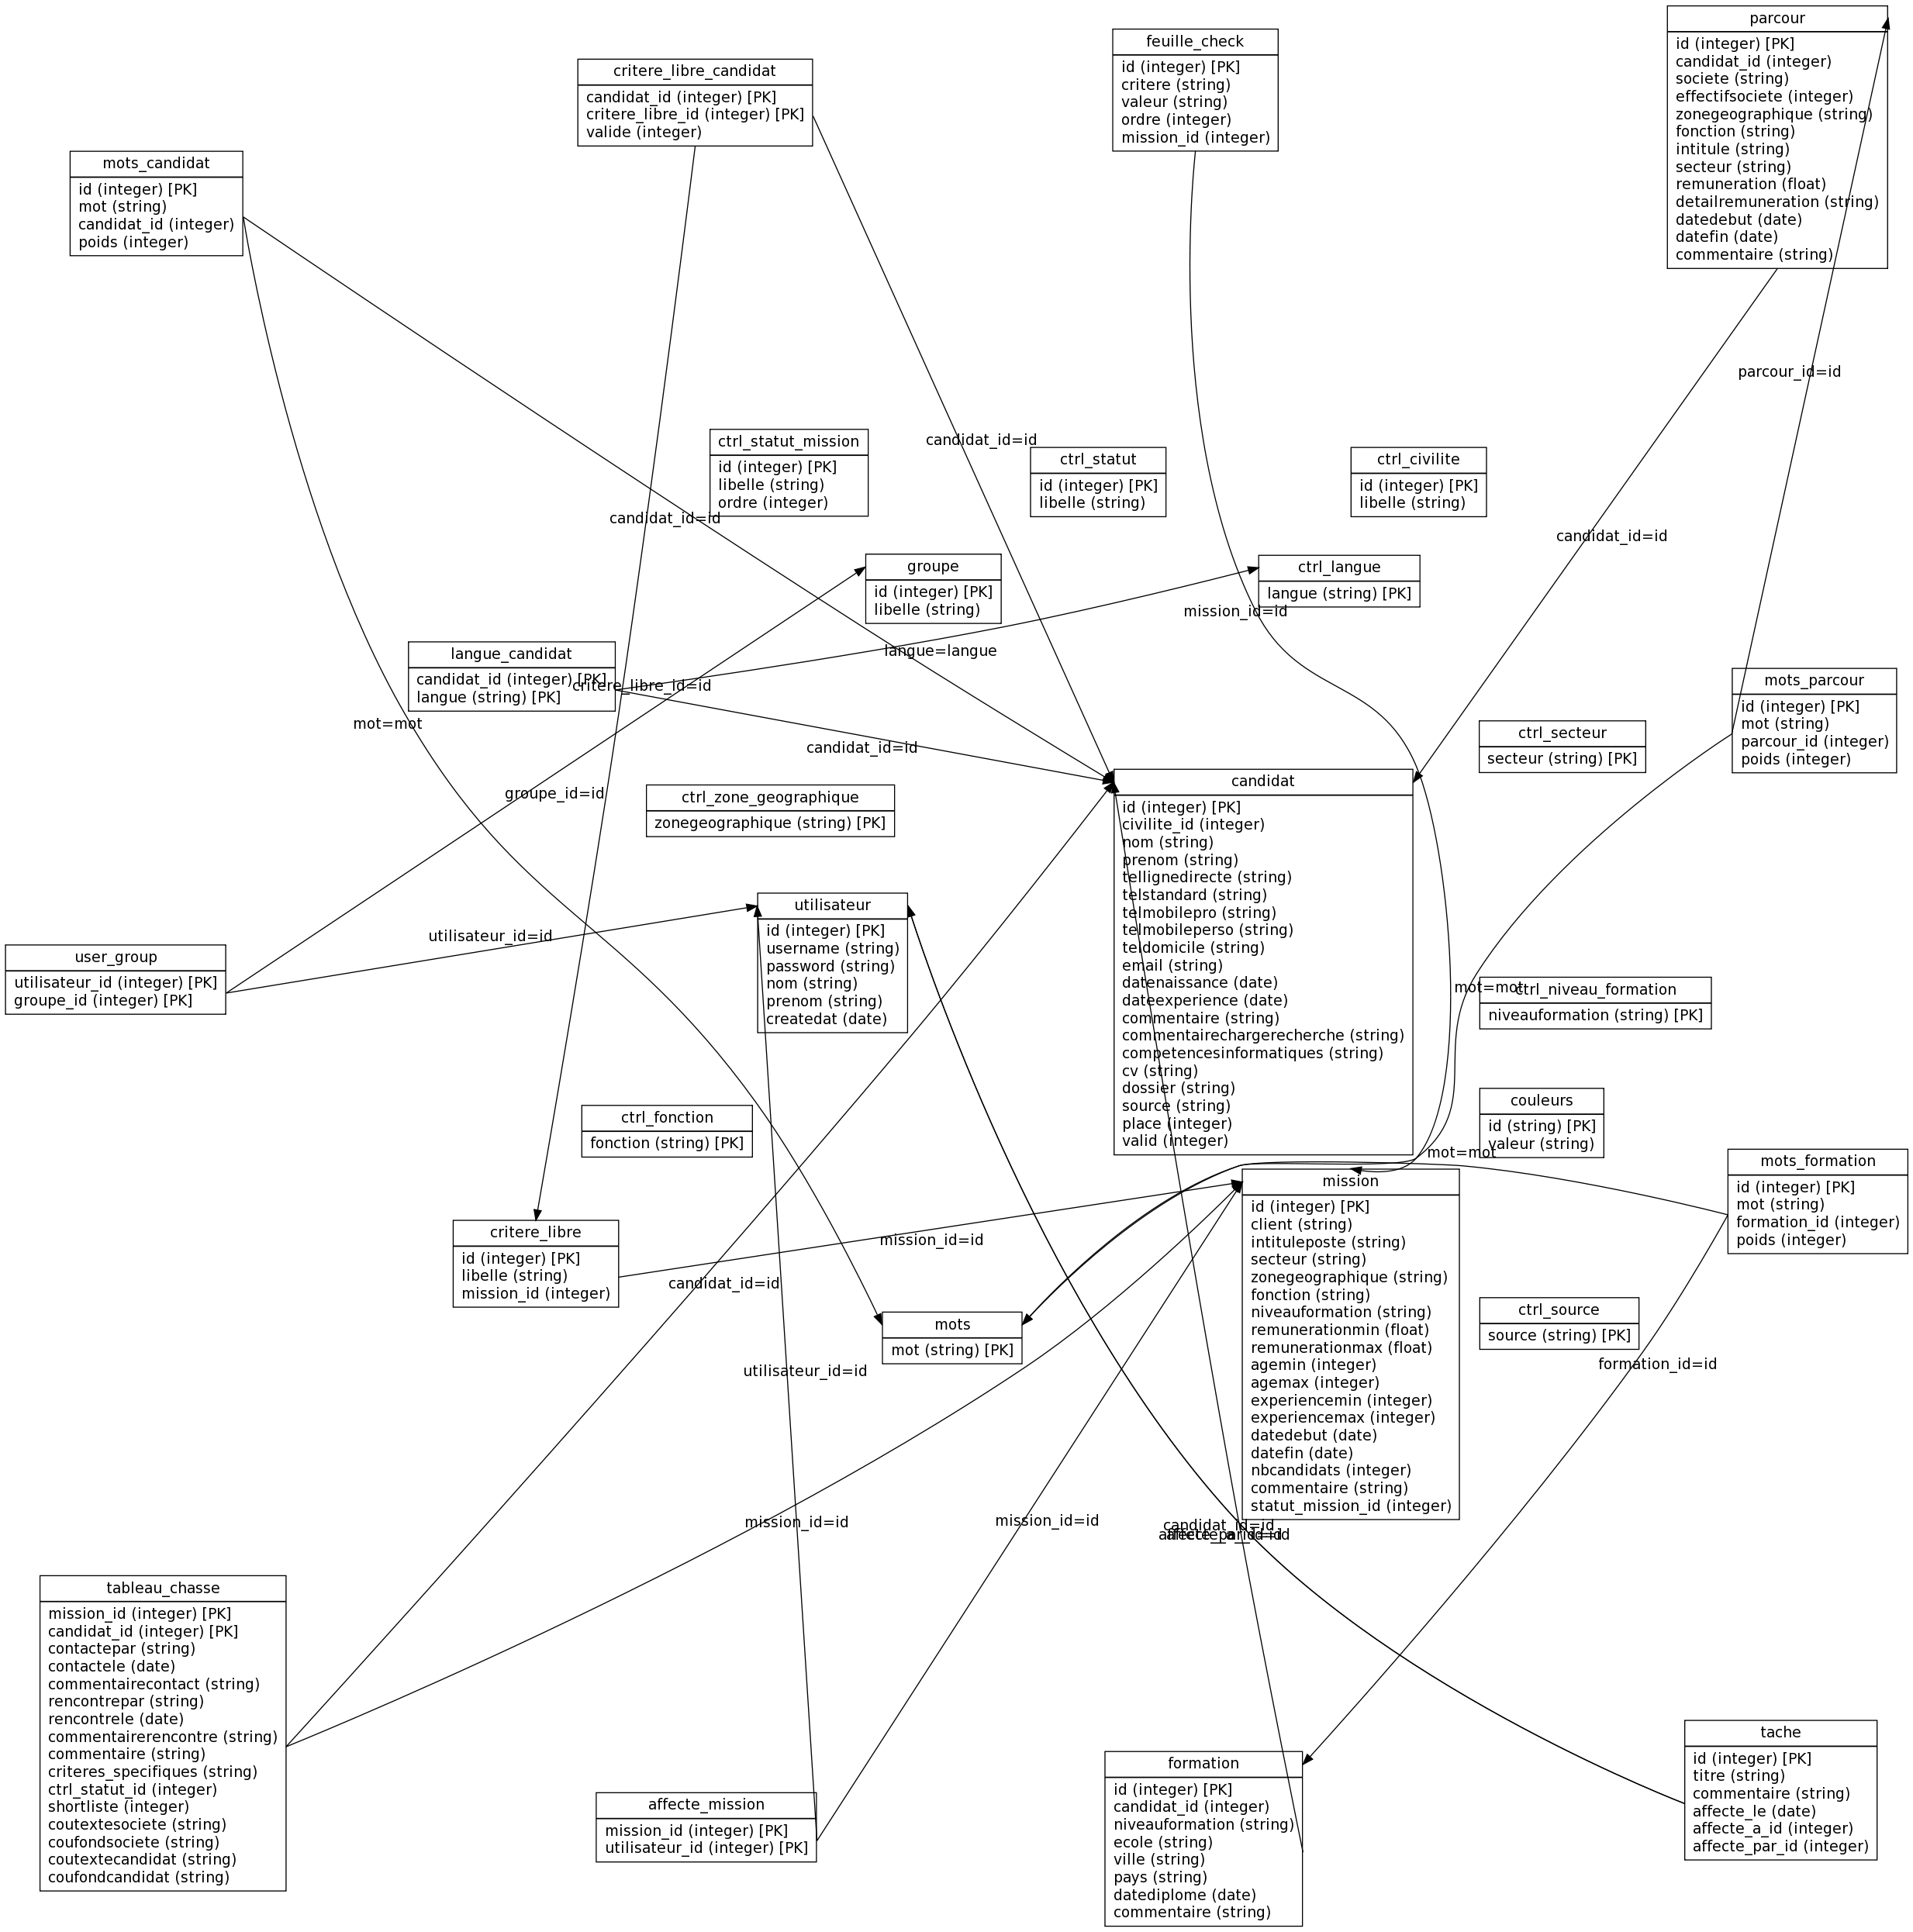 parcour
id (integer) [PK]
candidat_id (integer)
societe (string)
effectifsociete (integer)
zonegeographique (string)
fonction (string)
intitule (string)
secteur (string)
remuneration (float)
detailremuneration (string)
datedebut (date)
datefin (date)
commentaire (string)
feuille_check
id (integer) [PK]
critere (string)
valeur (string)
ordre (integer)
mission_id (integer)
critere_libre_candidat
candidat_id (integer) [PK]
critere_libre_id (integer) [PK]
valide (integer)
mots_candidat
id (integer) [PK]
mot (string)
candidat_id (integer)
poids (integer)
parcour_id=id
ctrl_statut_mission
id (integer) [PK]
libelle (string)
ordre (integer)
candidat_id=id
ctrl_statut
id (integer) [PK]
libelle (string)
ctrl_civilite
id (integer) [PK]
libelle (string)
candidat_id=id
candidat_id=id
groupe
id (integer) [PK]
libelle (string)
ctrl_langue
langue (string) [PK]
mission_id=id
langue_candidat
candidat_id (integer) [PK]
langue (string) [PK]
langue=langue
critere_libre_id=id
mots_parcour
id (integer) [PK]
mot (string)
parcour_id (integer)
poids (integer)
mot=mot
ctrl_secteur
secteur (string) [PK]
candidat_id=id
groupe_id=id
ctrl_zone_geographique
zonegeographique (string) [PK]
candidat
id (integer) [PK]
civilite_id (integer)
nom (string)
prenom (string)
tellignedirecte (string)
telstandard (string)
telmobilepro (string)
telmobileperso (string)
teldomicile (string)
email (string)
datenaissance (date)
dateexperience (date)
commentaire (string)
commentairechargerecherche (string)
competencesinformatiques (string)
cv (string)
dossier (string)
source (string)
place (integer)
valid (integer)
utilisateur
id (integer) [PK]
username (string)
password (string)
nom (string)
prenom (string)
createdat (date)
utilisateur_id=id
user_group
utilisateur_id (integer) [PK]
groupe_id (integer) [PK]
mot=mot
ctrl_niveau_formation
niveauformation (string) [PK]
couleurs
id (string) [PK]
valeur (string)
ctrl_fonction
fonction (string) [PK]
mot=mot
mots_formation
id (integer) [PK]
mot (string)
formation_id (integer)
poids (integer)
mission
id (integer) [PK]
client (string)
intituleposte (string)
secteur (string)
zonegeographique (string)
fonction (string)
niveauformation (string)
remunerationmin (float)
remunerationmax (float)
agemin (integer)
agemax (integer)
experiencemin (integer)
experiencemax (integer)
datedebut (date)
datefin (date)
nbcandidats (integer)
commentaire (string)
statut_mission_id (integer)
critere_libre
id (integer) [PK]
libelle (string)
mission_id (integer)
mission_id=id
candidat_id=id
mots
mot (string) [PK]
ctrl_source
source (string) [PK]
formation_id=id
utilisateur_id=id
mission_id=id
mission_id=id
candidat_id=id
tableau_chasse
mission_id (integer) [PK]
candidat_id (integer) [PK]
contactepar (string)
contactele (date)
commentairecontact (string)
rencontrepar (string)
rencontrele (date)
commentairerencontre (string)
commentaire (string)
criteres_specifiques (string)
ctrl_statut_id (integer)
shortliste (integer)
coutextesociete (string)
coufondsociete (string)
coutextecandidat (string)
coufondcandidat (string)
affecte_mission
mission_id (integer) [PK]
utilisateur_id (integer) [PK]
formation
id (integer) [PK]
candidat_id (integer)
niveauformation (string)
ecole (string)
ville (string)
pays (string)
datediplome (date)
commentaire (string)
tache
id (integer) [PK]
titre (string)
commentaire (string)
affecte_le (date)
affecte_a_id (integer)
affecte_par_id (integer)